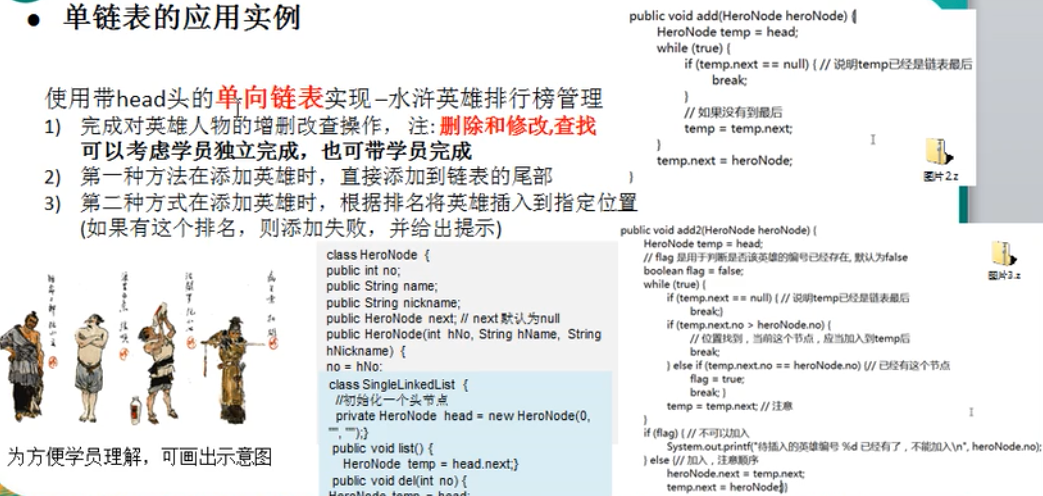 ● 单链表的应用实例
使用带head头的单向链表实现 –水浒英雄排行榜管理
1) 完成对英雄人物的增删改查操作， 注: 删除和修改,查找
可以考虑学员独立完成，也可带学员完成
2) 第一种方法在添加英雄时，直接添加到链表的尾部
3) 第二种方式在添加英雄时，根据排名将英雄插入到指定位置
(如果有这个排名，则添加失败，并给出提示)
为方便学员理解，可画出示意图
class HeroNode {
public int no;
public String name;
public String nickname;
public HeroNode next; // next 默认为null
public HeroNode(int hNo, String hName, String
hNickname) {
no = hNo;
class SingleLinkedList {
//初始化一个头节点
private HeroNode head = new HeroNode(0,
"", "");}
public void list() {
HeroNode temp = head.next;}
public void del(int no) {
HeroNode temp = head;
public void add(HeroNode heroNode) {
HeroNode temp = head;
while (true) {
if (temp.next == null) { // 说明temp已经是链表最后
break;
}
// 如果没有到最后
temp = temp.next;
}
temp.next = heroNode;
}
图片2.z
public void add2(HeroNode heroNode) {
HeroNode temp = head;
// flag 是用于判断是否该英雄的编号已经存在, 默认为false
boolean flag = false;
while (true) {
if (temp.next == null) { // 说明temp已经是链表最后
break;}
if (temp.next.no > heroNode.no) {
// 位置找到，当前这个节点，应当加入到temp后
break;
} else if (temp.next.no == heroNode.no) {// 已经有这个节点
flag = true;
break; }
temp = temp.next; // 注意
}
if (flag) { // 不可以加入
System.out.printf("待插入的英雄编号 %d 已经有了，不能加入\n", heroNode.no);
} else {// 加入，注意顺序
heroNode.next = temp.next;
temp.next = heroNode;}}
图片3.z